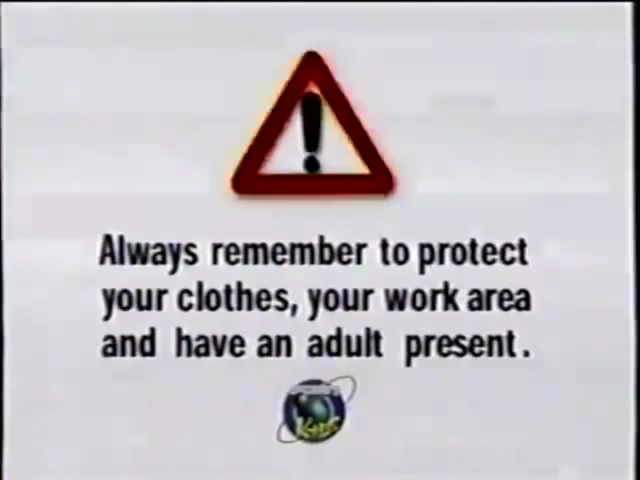 Always remember to protect
your clothes, your work area
and have an adult present.